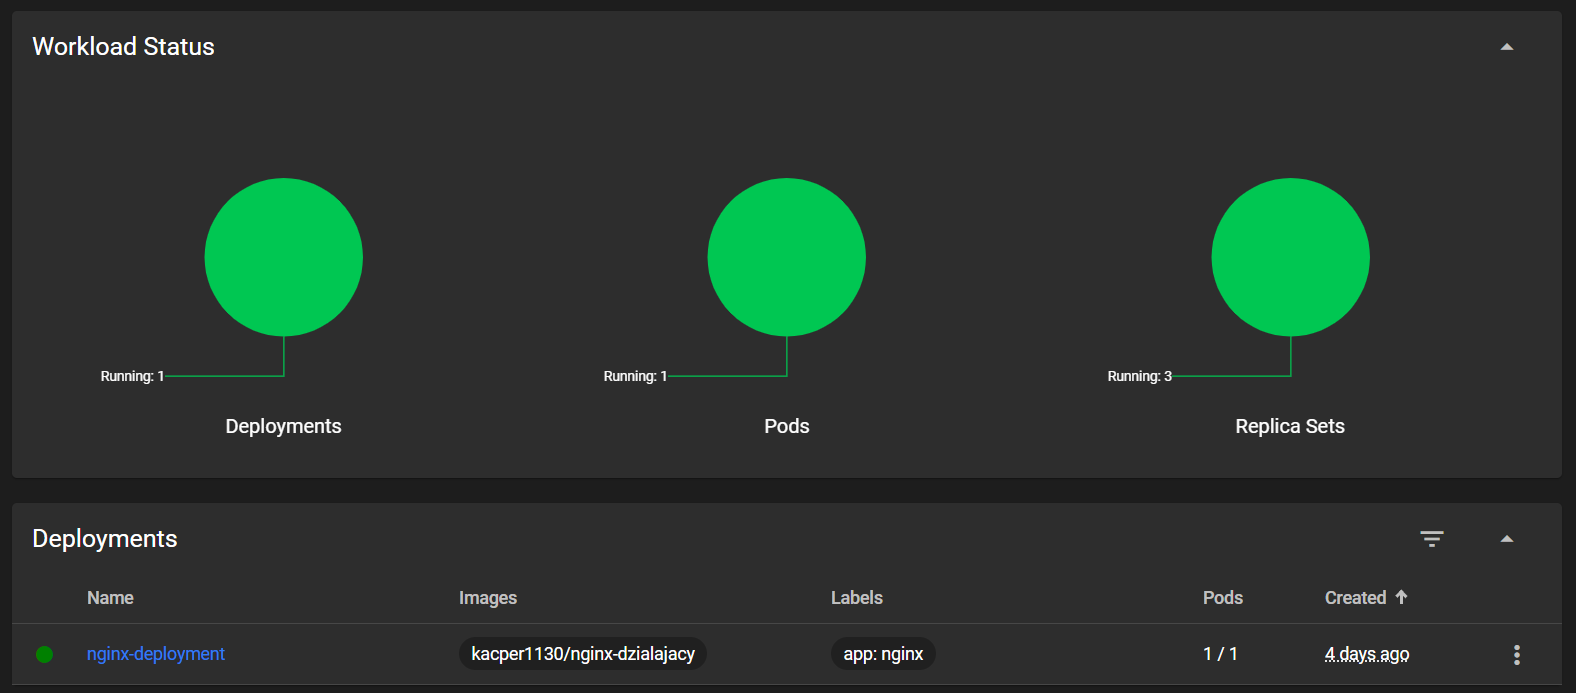 Workload Status
Running: 1
Running: 1
Running: 3
Deployments
Pods
Replica Sets
Deployments
Name Images Labels Pods Created
nginx-deployment kacper1130/nginx-dzialajacy app: nginx 1 / 1 4 days ago